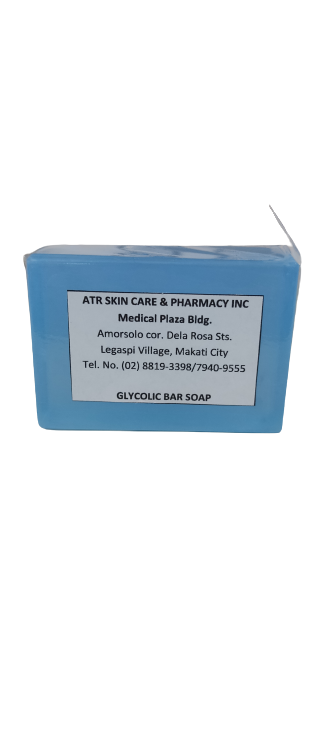 ATR SKIN CARE & PHARMACY INC
Medical Plaza Bldg.
Amorsolo cor. Dela Rosa Sts.
Legaspi Village, Makati City
Tel. No. (02) 8819-3398/7940-9555
GLYCOLIC BAR SOAP